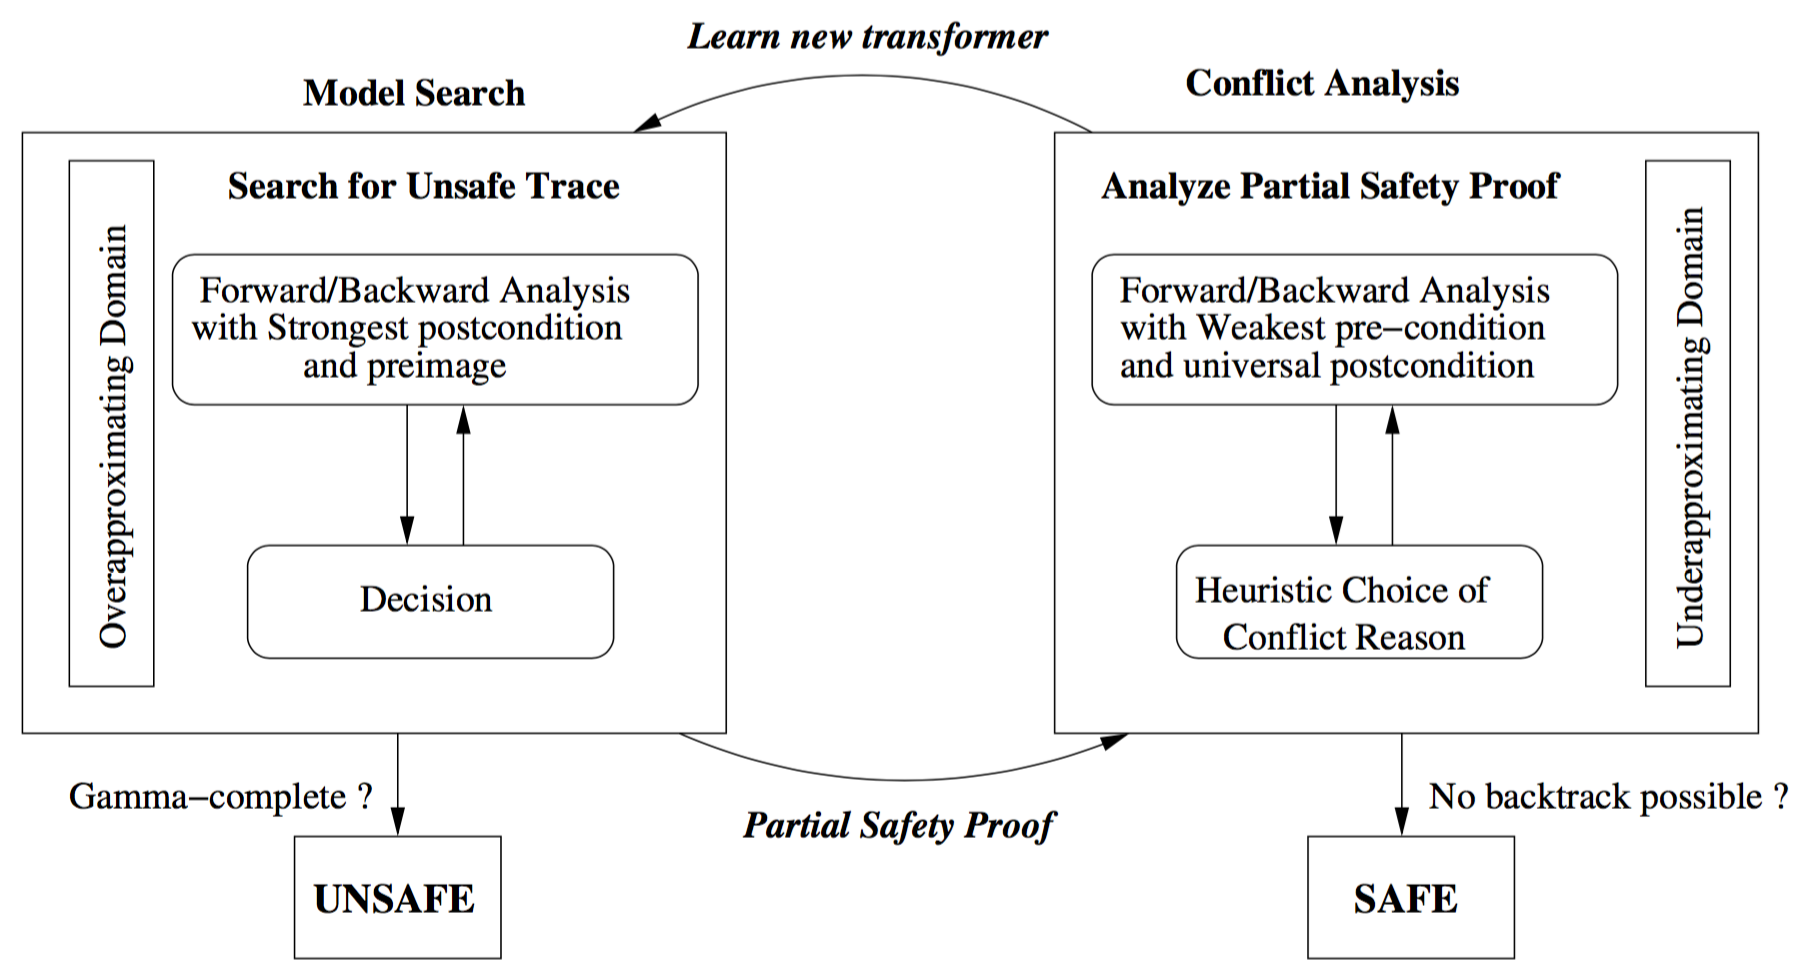 Learn new transformer
Model Search
Conflict Analysis
Search for Unsafe Trace
Analyze Partial Safety Proof
Overapproximating Domain
Forward/Backward Analysis
with Strongest postcondition
and preimage
Decision
Forward/Backward Analysis
with Weakest pre−condition
and universal postcondition
Heuristic Choice of
Conflict Reason
Underapproximating Domain
Gamma−complete ?
Partial Safety Proof
No backtrack possible ?
UNSAFE
SAFE